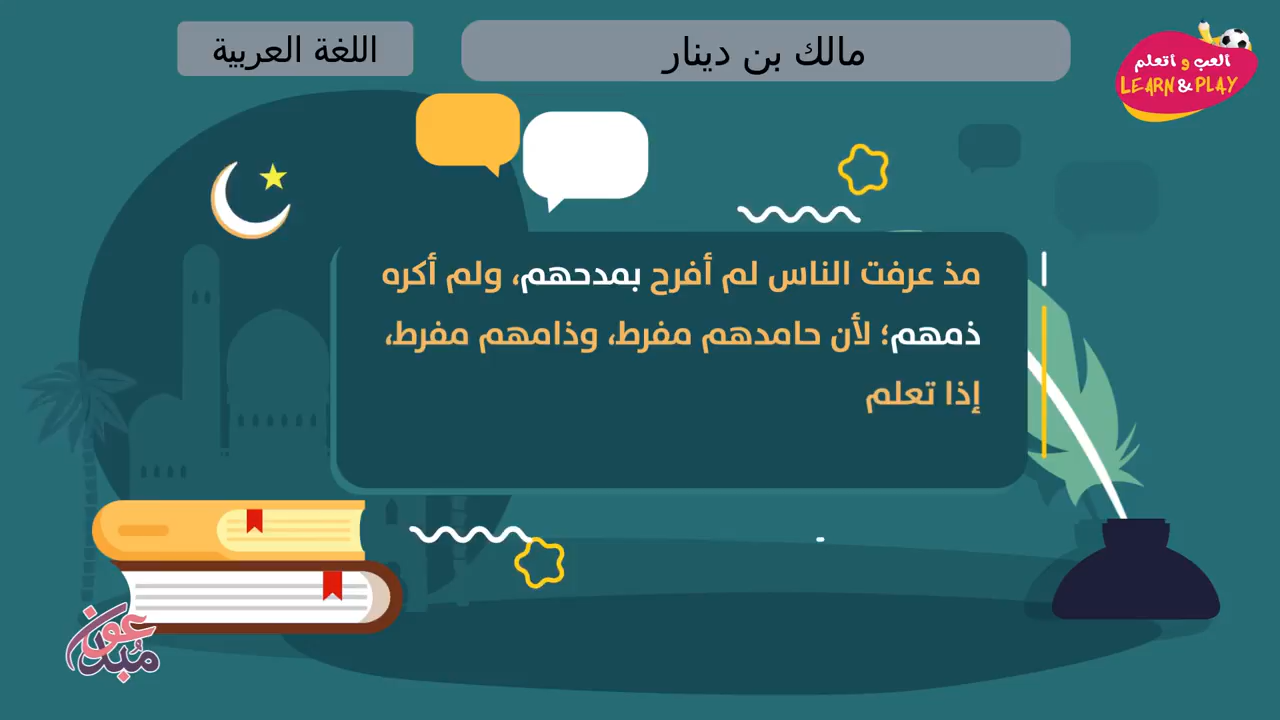 اللغة العربية
مالك بن دينار
العب و أتعلم
LEARN & PLAY
مذ عرفت الناس لم أفرح بمدحهم، ولم أكره
ذمهم؛ لأن حامدهم مفرط، وذامهم مفرط،
إذا تعلم
مُبدعون